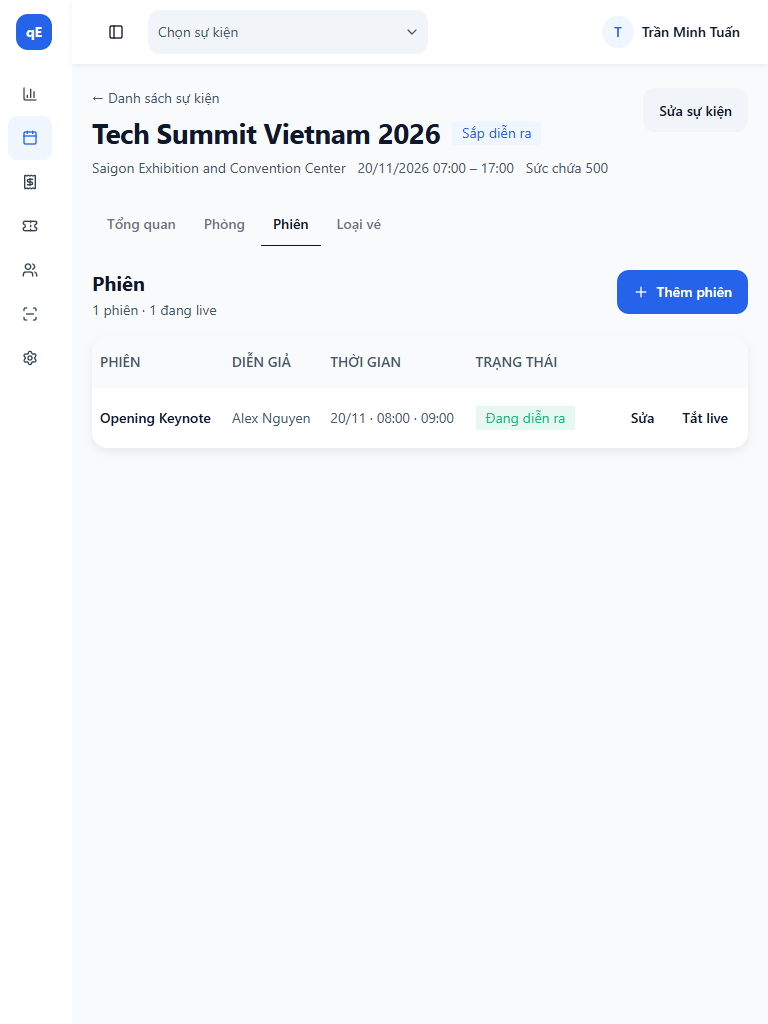 qE
Chọn sự kiện
T Trần Minh Tuấn
← Danh sách sự kiện
Tech Summit Vietnam 2026 Sắp diễn ra
Sửa sự kiện
Saigon Exhibition and Convention Center 20/11/2026 07:00 – 17:00 Sức chứa 500
Tổng quan Phòng Phiên Loại vé
Phiên
1 phiên · 1 đang live
Thêm phiên
PHIÊN DIỄN GIẢ THỜI GIAN TRẠNG THÁI
Opening Keynote Alex Nguyen 20/11 · 08:00 - 09:00 Đang diễn ra Sửa Tắt live